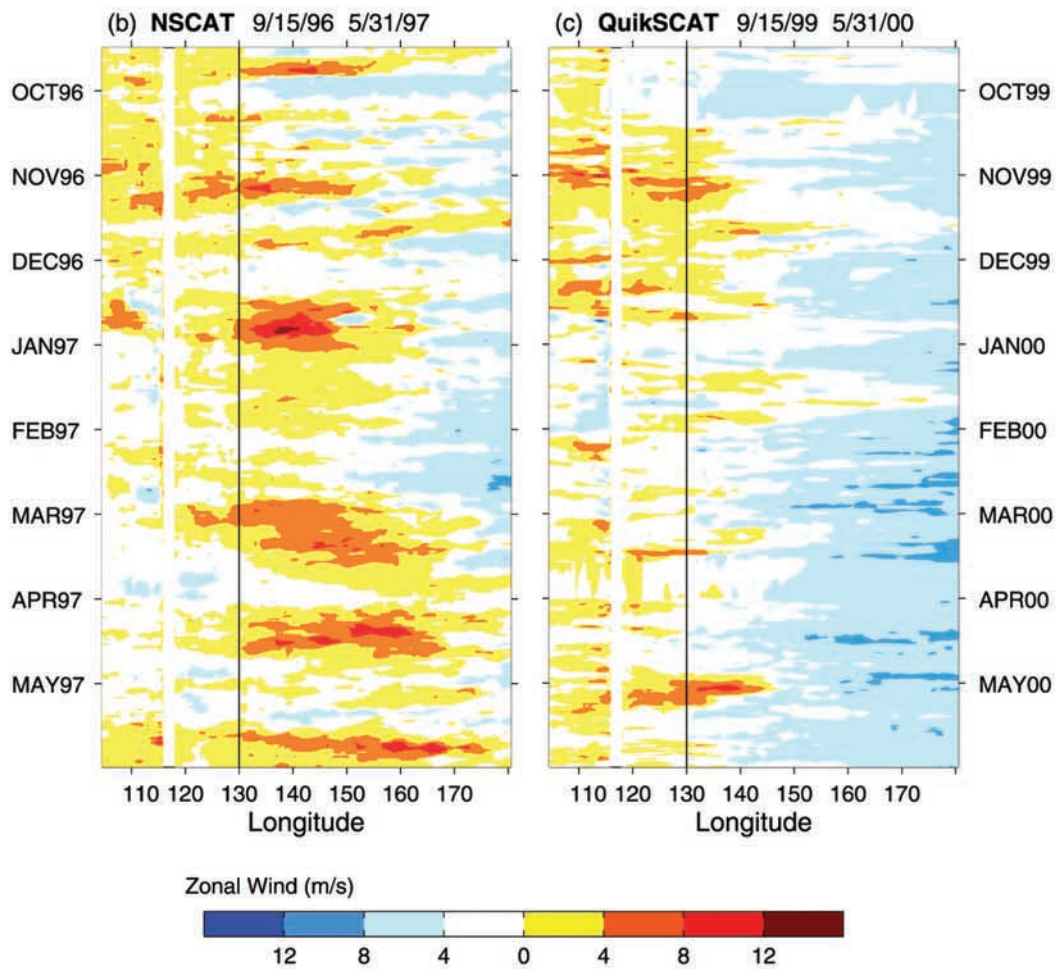 (b) NSCAT 9/15/96 5/31/97
(c) QuikSCAT 9/15/99 5/31/00
OCT96
NOV96
DEC96
JAN97
FEB97
MAR97
APR97
MAY97
OCT99
NOV99
DEC99
JAN00
FEB00
MAR00
APR00
MAY00
110 120 130 140 150 160 170
Longitude
110 120 130 140 150 160 170
Longitude
Zonal Wind (m/s)
12 8 4 0 4 8 12